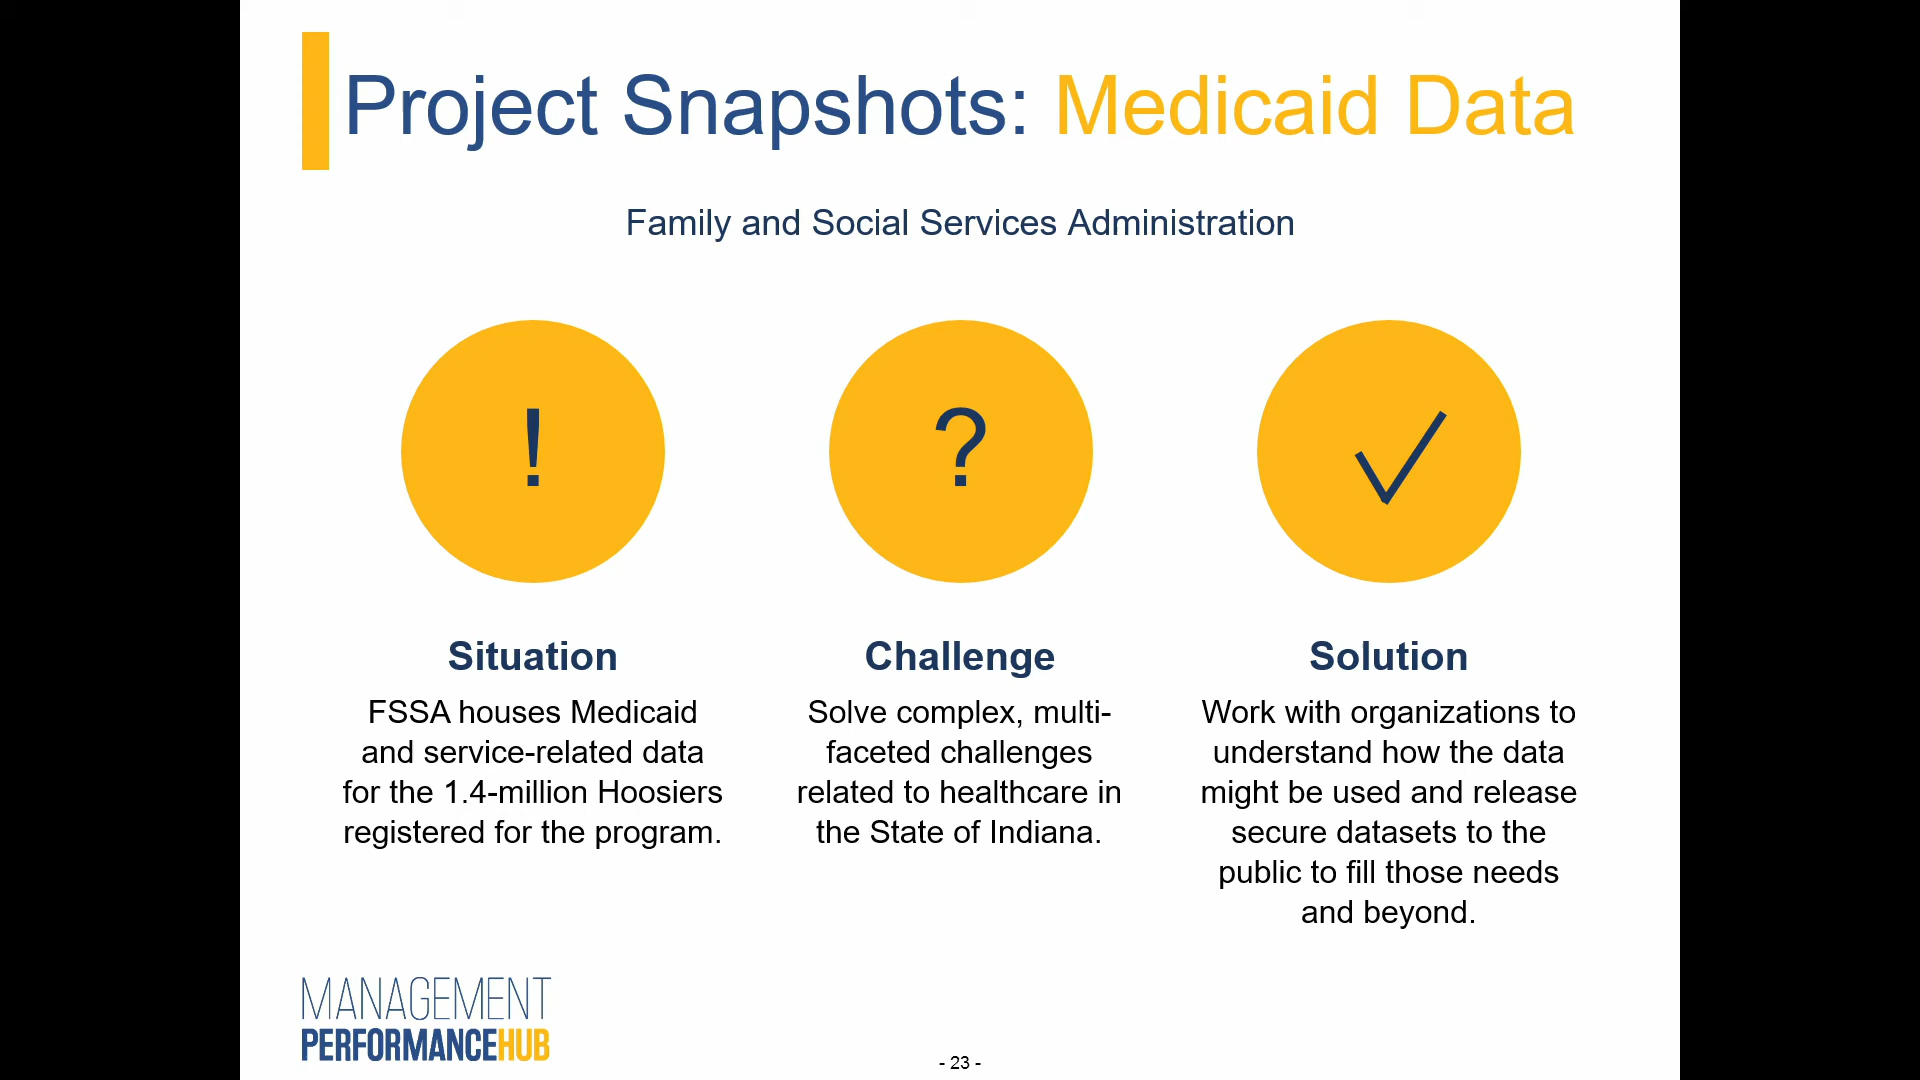 Project Snapshots: Medicaid Data
Family and Social Services Administration
!
?
✓
Situation
FSSA houses Medicaid
and service-related data
for the 1.4-million Hoosiers
registered for the program.
Challenge
Solve complex, multi-
faceted challenges
related to healthcare in
the State of Indiana.
Solution
Work with organizations to
understand how the data
might be used and release
secure datasets to the
public to fill those needs
and beyond.
MANAGEMENT
PERFORMANCEHUB
- 23 -